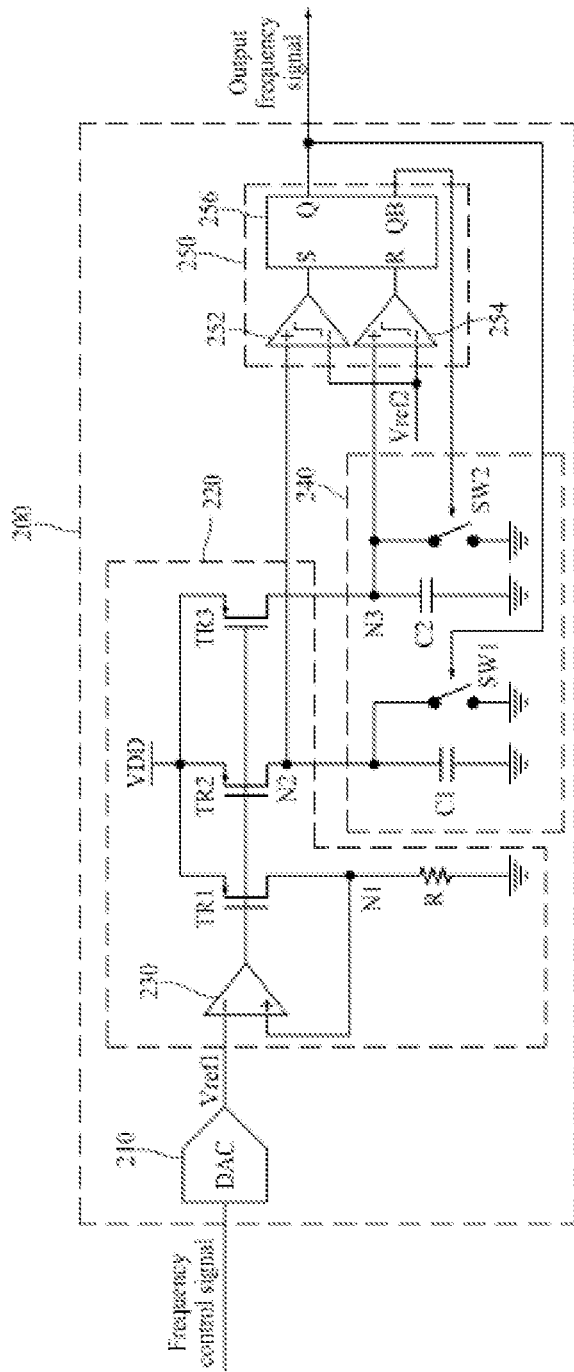 200
Frequency
control signal
210
DAC
Vref1
230
220
VDD
TR1
TR2
TR3
N1
R
N2
N3
C1
SW1
C2
SW2
240
Vref2
250
252
254
256
S
R
Q
QB
Output
frequency
signal